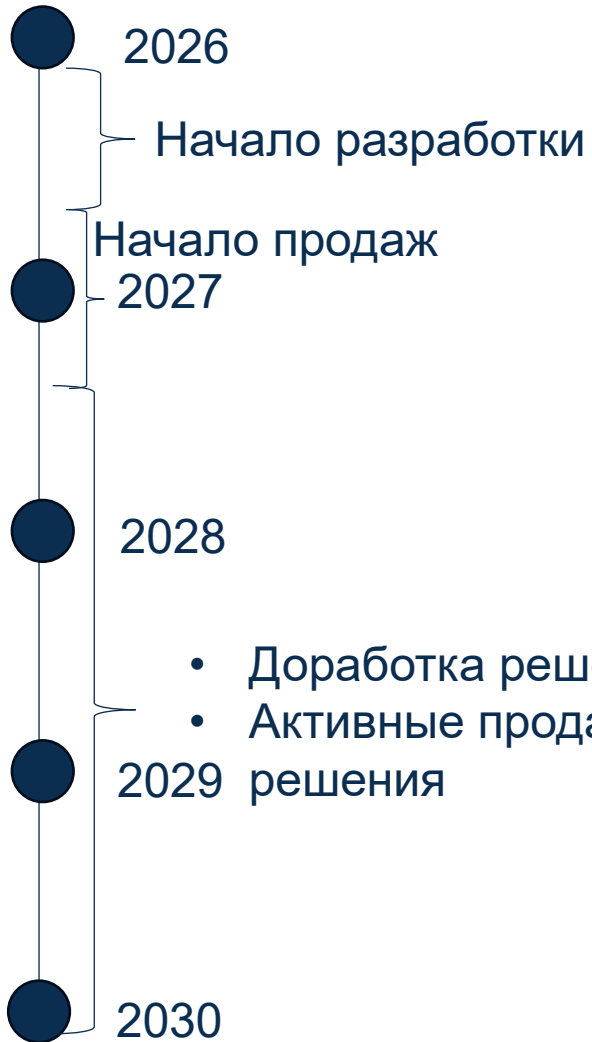 2026
Начало разработки
Начало продаж
2027
2028
• Доработка
• Активные
2029 решения
2030